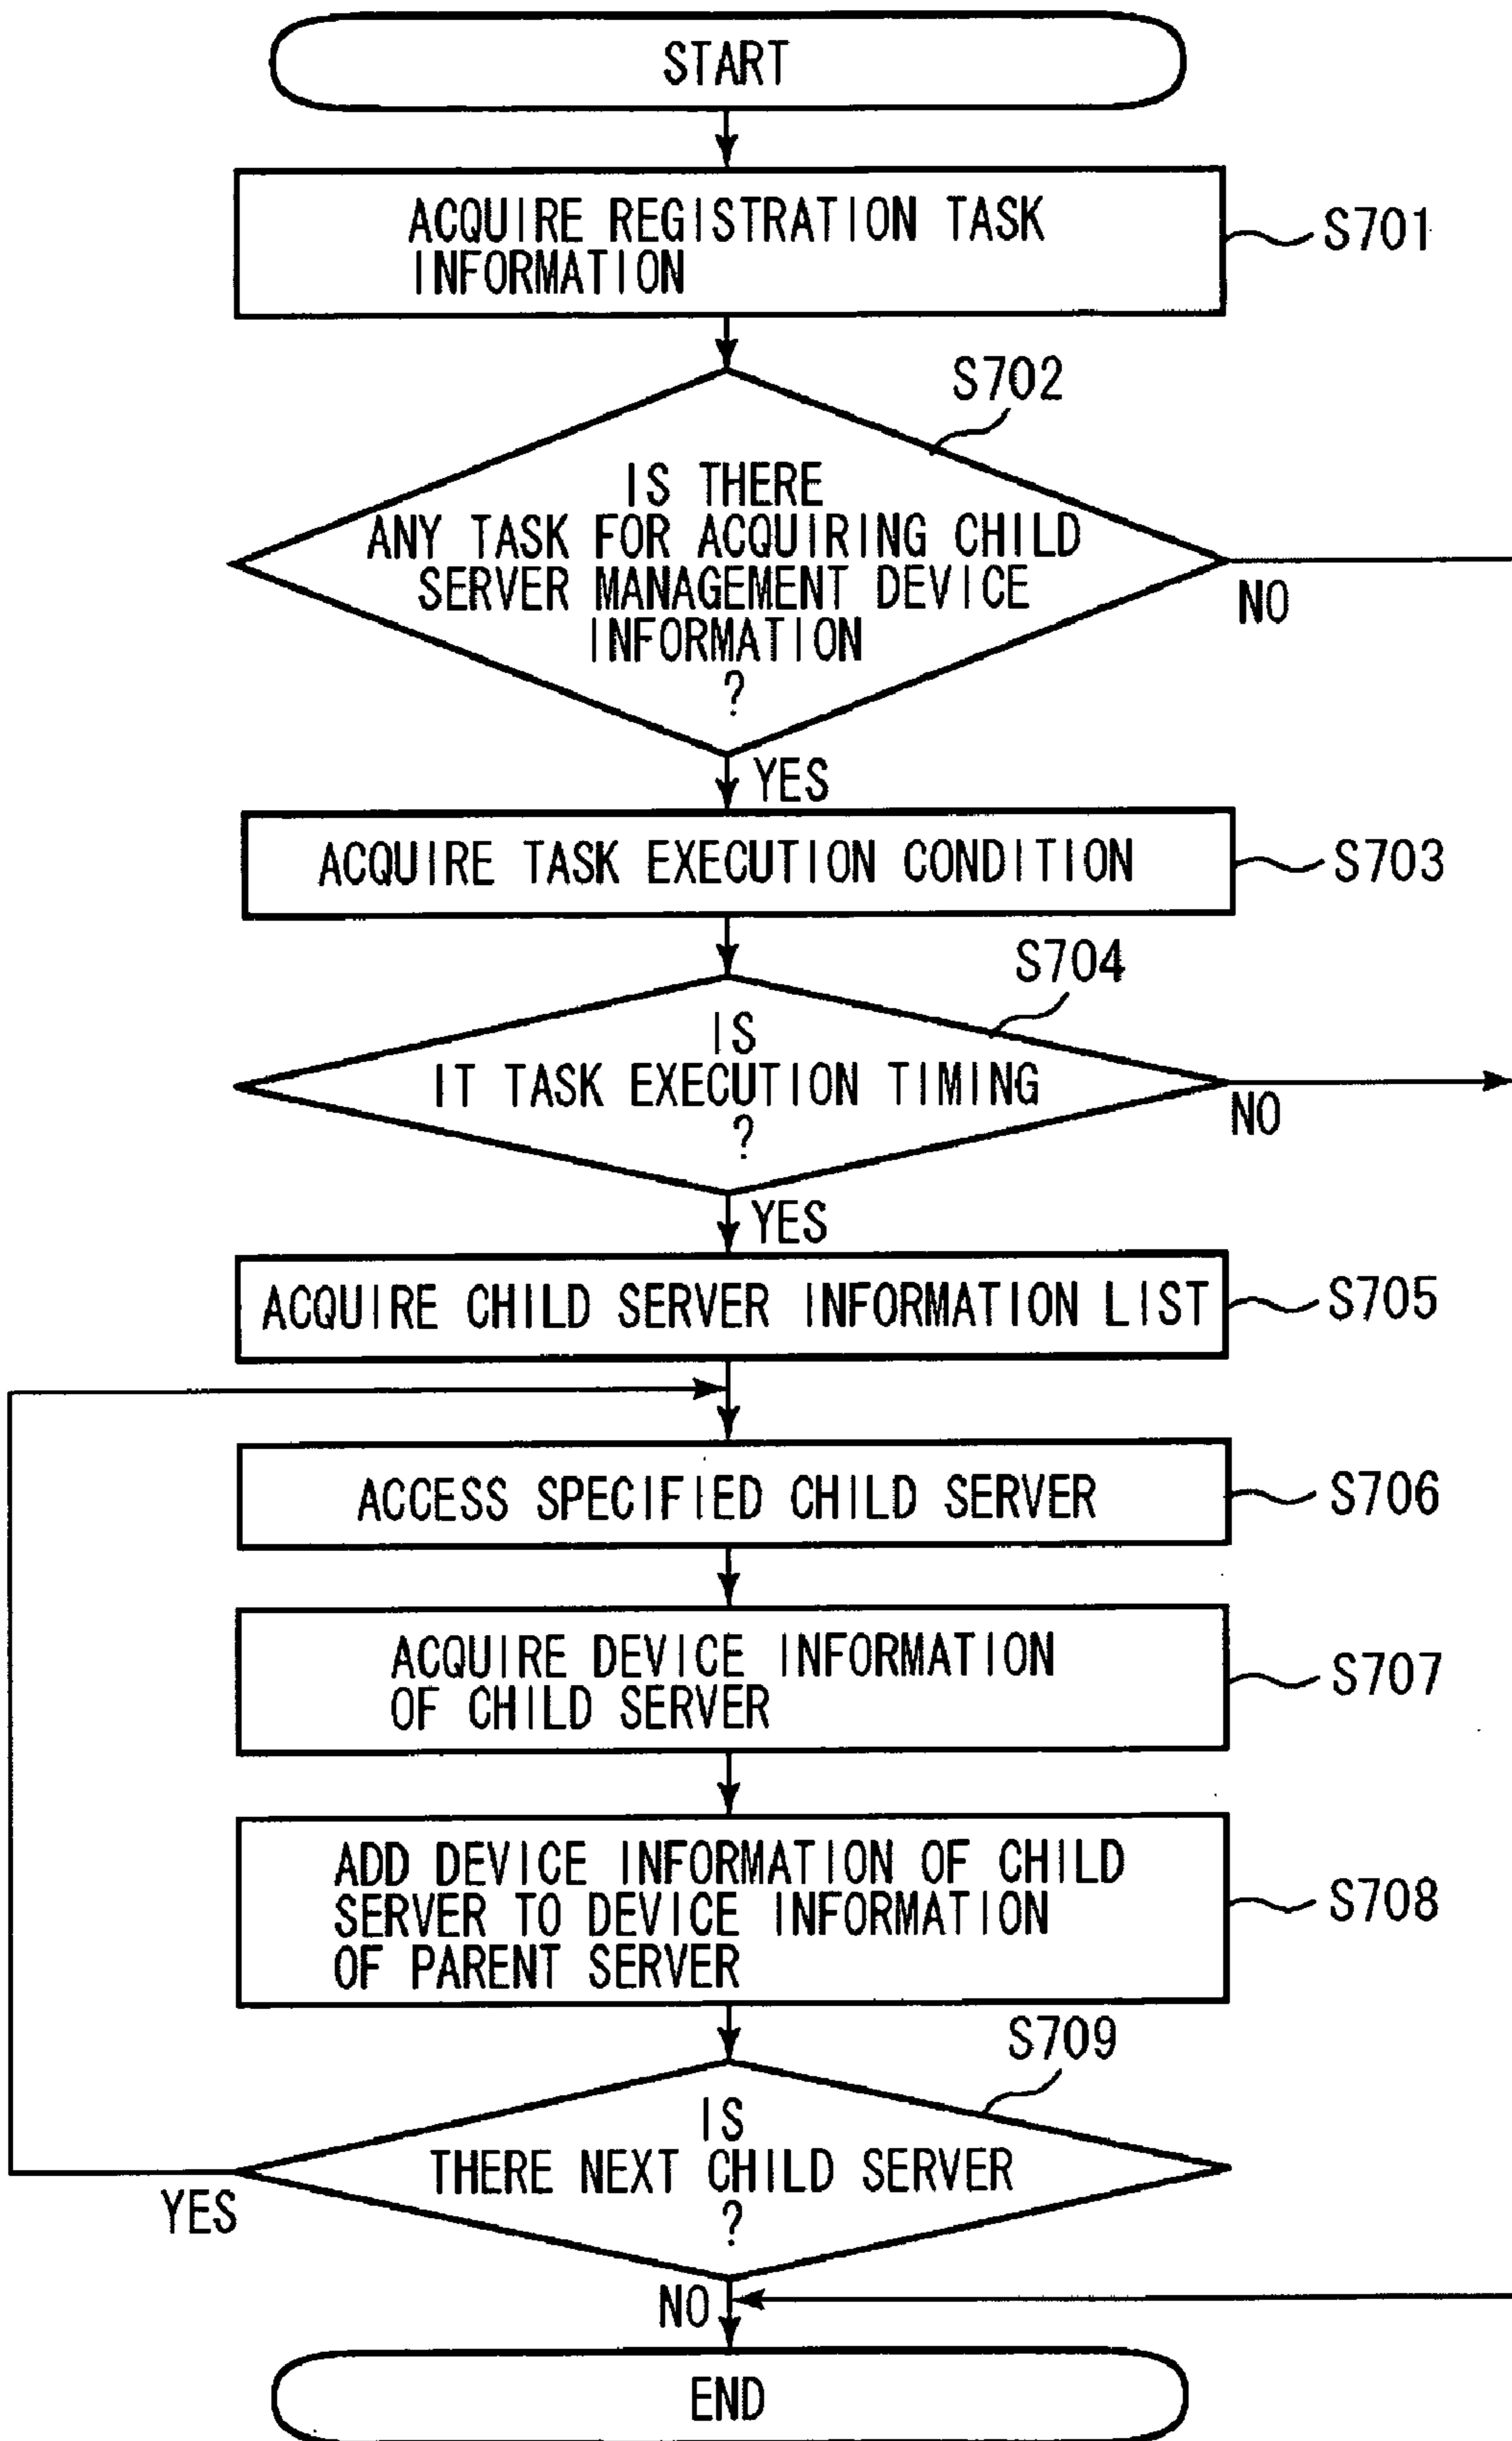 START
ACQUIRE REGISTRATION TASK
INFORMATION
S701
S702
IS THERE
ANY TASK FOR ACQUIRING CHILD
SERVER MANAGEMENT DEVICE
INFORMATION
?
NO
YES
ACQUIRE TASK EXECUTION CONDITION
S703
S704
IS
IT TASK EXECUTION TIMING
?
NO
YES
ACQUIRE CHILD SERVER INFORMATION LIST
S705
ACCESS SPECIFIED CHILD SERVER
S706
ACQUIRE DEVICE INFORMATION
OF CHILD SERVER
S707
ADD DEVICE INFORMATION OF CHILD
SERVER TO DEVICE INFORMATION
OF PARENT SERVER
S708
S709
IS
THERE NEXT CHILD SERVER
?
YES
NO
END